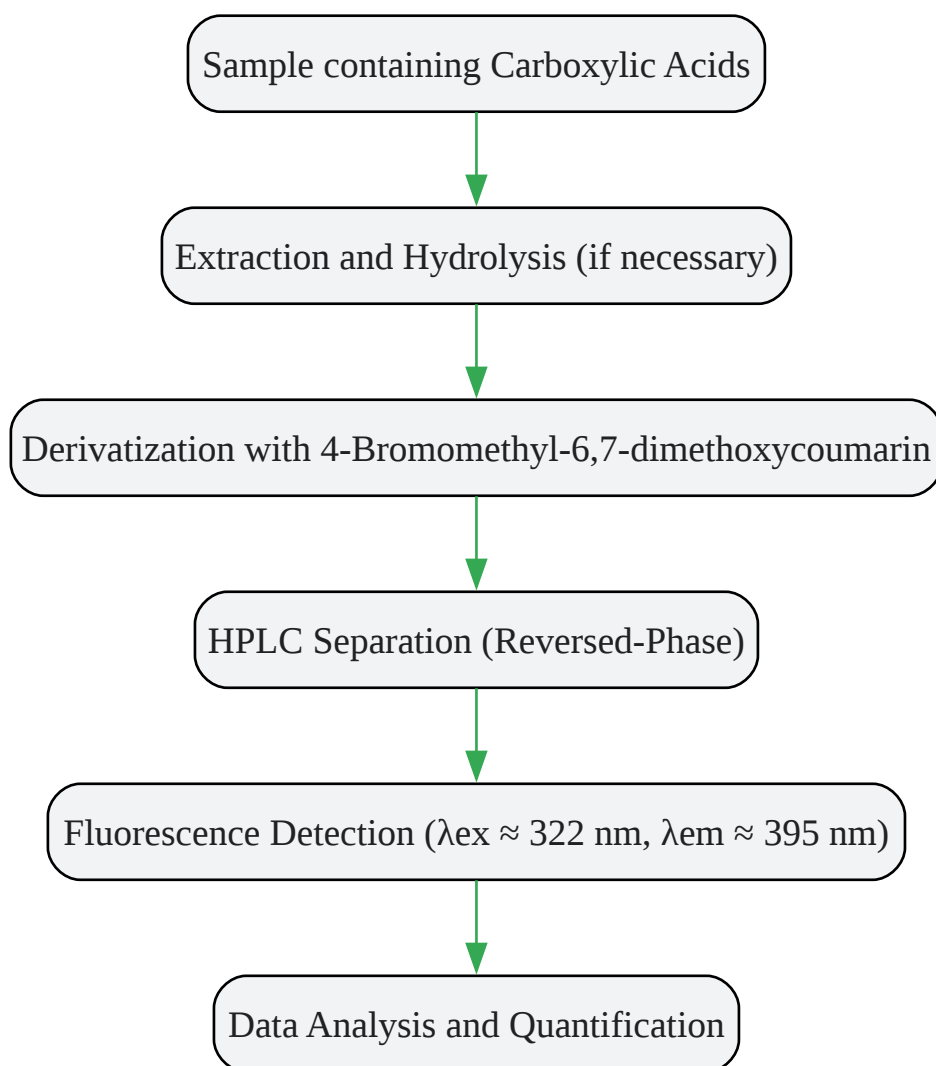 Sample containing Carboxylic Acids
Extraction and Hydrolysis (if necessary)
Derivatization with 4-Bromomethyl-6,7-dimethoxycoumarin
HPLC Separation (Reversed-Phase)
Fluorescence Detection (λex ≈ 322 nm, λem ≈ 395 nm)
Data Analysis and Quantification